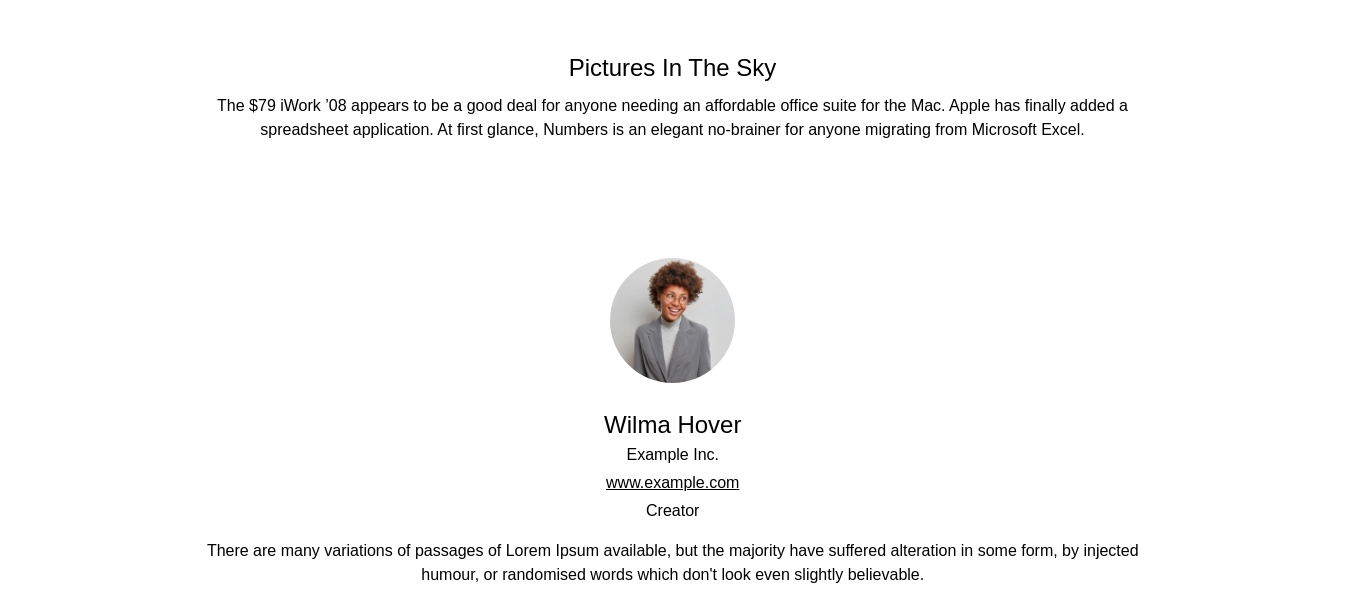 Pictures In The Sky
The $79 iWork ’08 appears to be a good deal for anyone needing an affordable office suite for the Mac. Apple has finally added a
spreadsheet application. At first glance, Numbers is an elegant no-brainer for anyone migrating from Microsoft Excel.
Wilma Hover
Example Inc.
www.example.com
Creator
There are many variations of passages of Lorem Ipsum available, but the majority have suffered alteration in some form, by injected
humour, or randomised words which don't look even slightly believable.